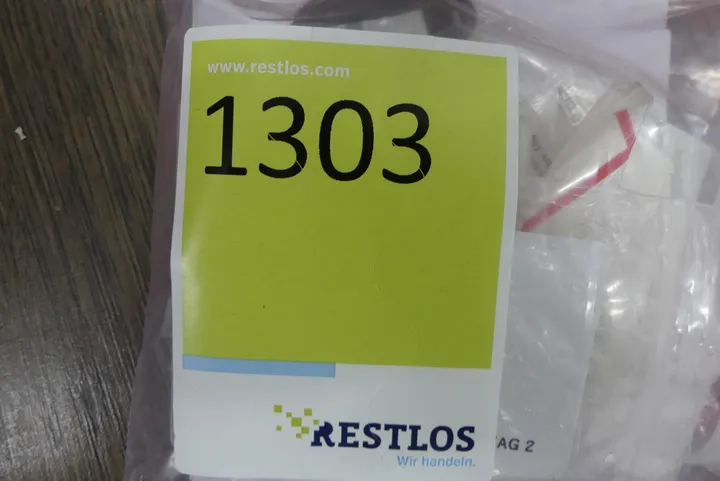 www.restlos.com
1303
RESTLOS
Wir handeln.
AG 2